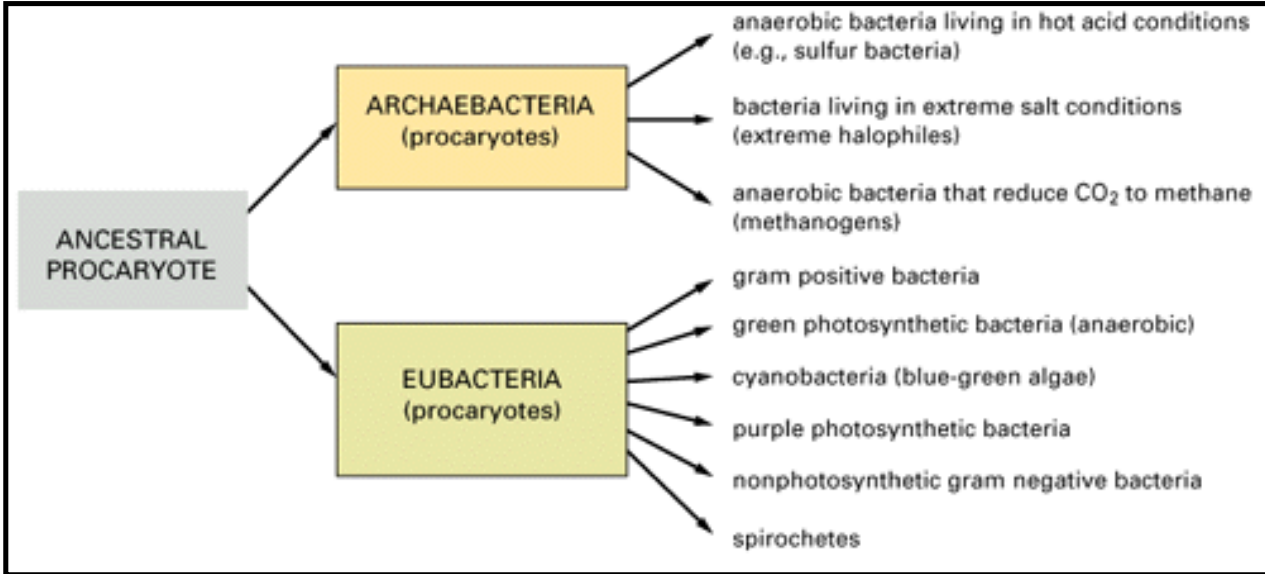 ANCESTRAL
PROCARYOTE
ARCHAEBACTERIA
(procaryotes)
anaerobic bacteria living in hot acid conditions
(e.g., sulfur bacteria)
bacteria living in extreme salt conditions
(extreme halophiles)
anaerobic bacteria that reduce CO₂ to methane
(methanogens)
EUBACTERIA
(procaryotes)
gram positive bacteria
green photosynthetic bacteria (anaerobic)
cyanobacteria (blue-green algae)
purple photosynthetic bacteria
nonphotosynthetic gram negative bacteria
spirochetes